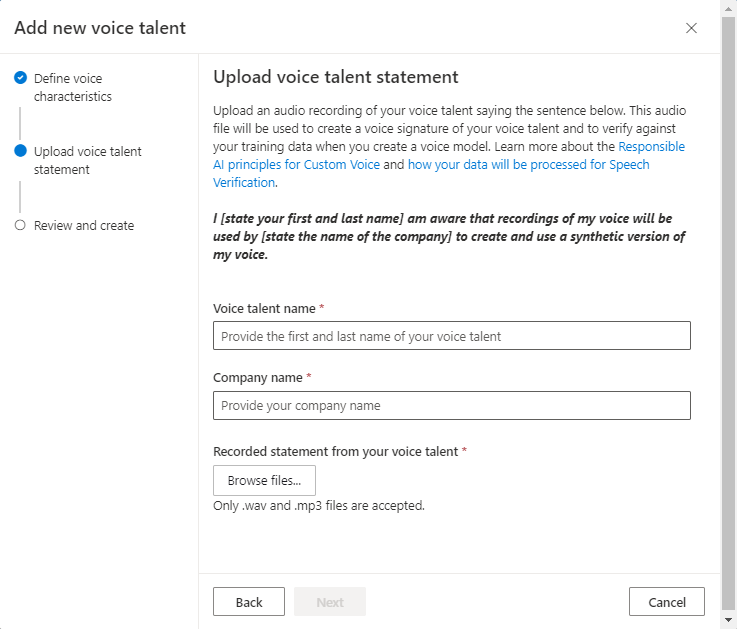 Add new voice talent
Define voice
characteristics
Upload voice talent
statement
Review and create
Upload voice talent statement
Upload an audio recording of your voice talent saying the sentence below. This audio
file will be used to create a voice signature of your voice talent and to verify against
your training data when you create a voice model. Learn more about the Responsible
AI principles for Custom Voice and how your data will be processed for Speech
Verification.
I [state your first and last name] am aware that recordings of my voice will be
used by [state the name of the company] to create and use a synthetic version of
my voice.
Voice talent name *
Provide the first and last name of your voice talent
Company name *
Provide your company name
Recorded statement from your voice talent *
Browse files...
Only .wav and .mp3 files are accepted.
Back
Next
Cancel